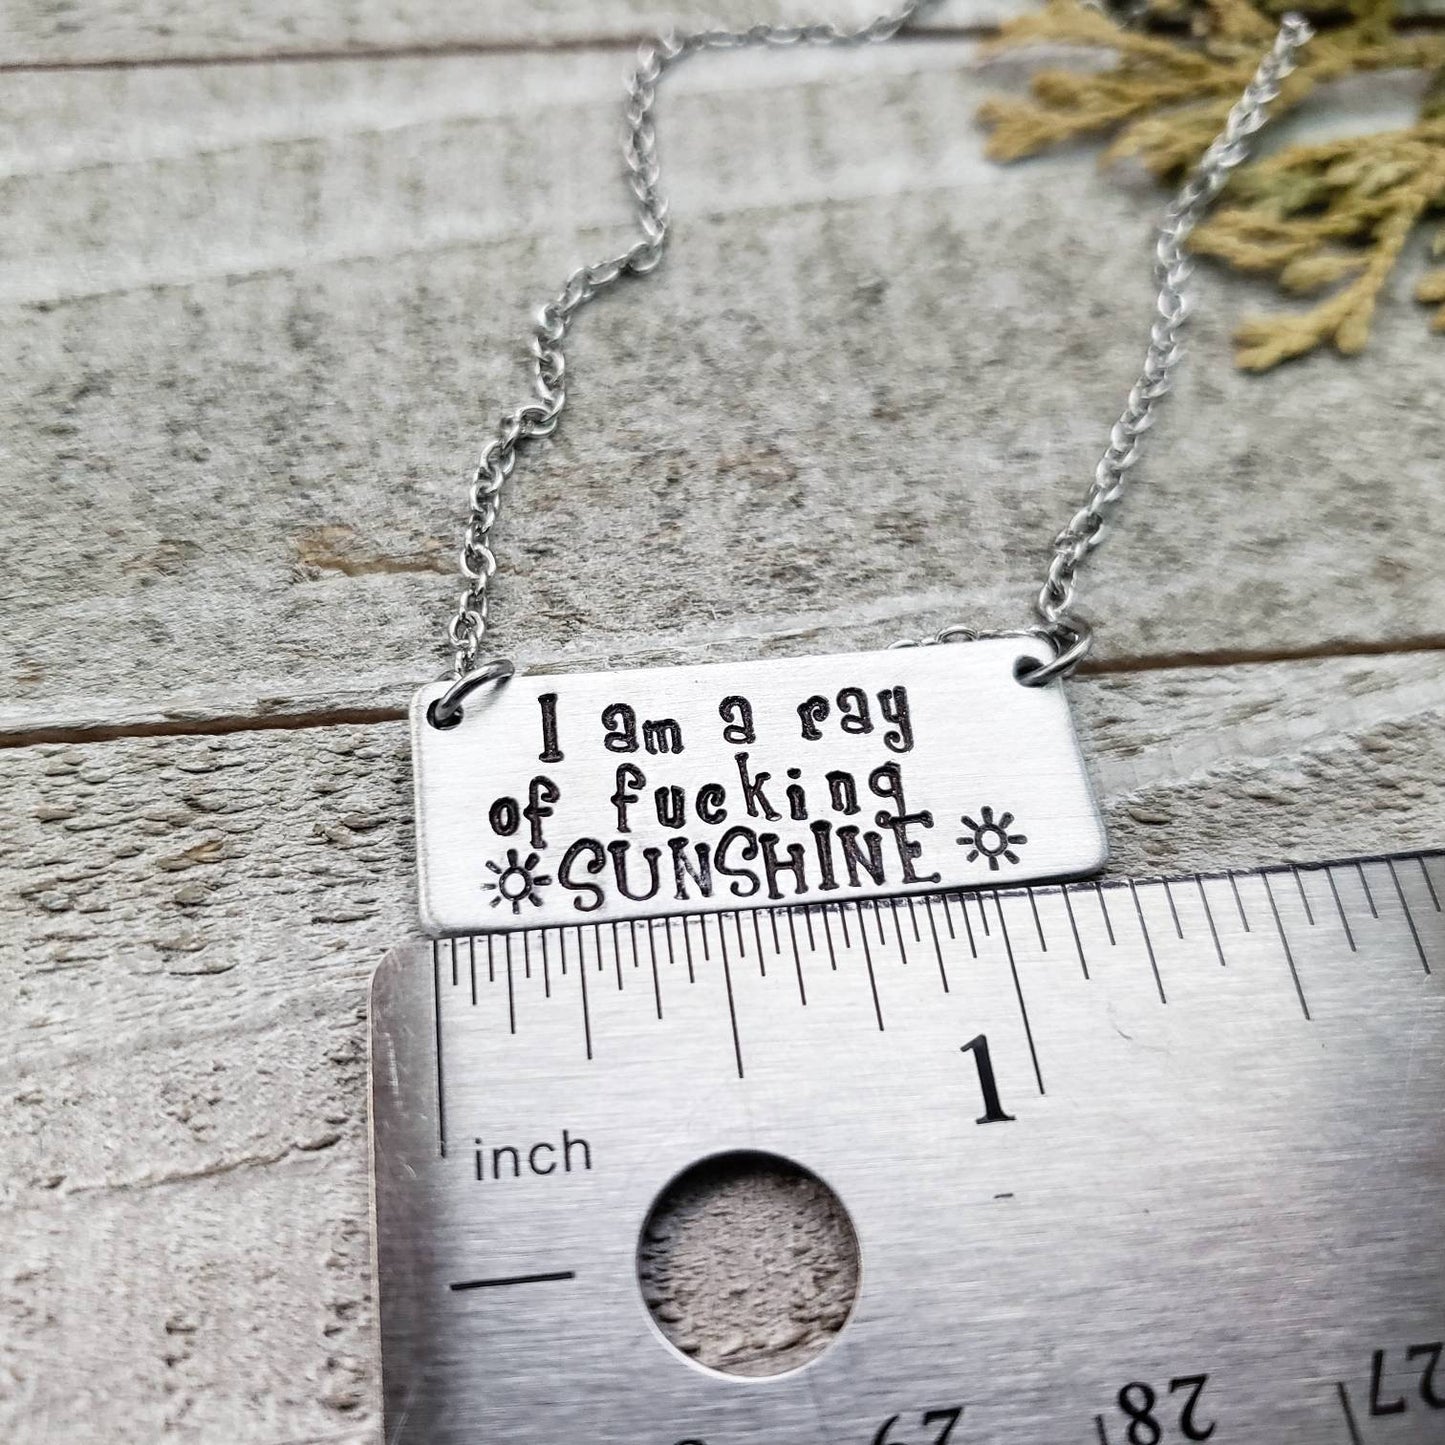 I am a ray
of fucking
SUNSHINE
1
inch
28
27